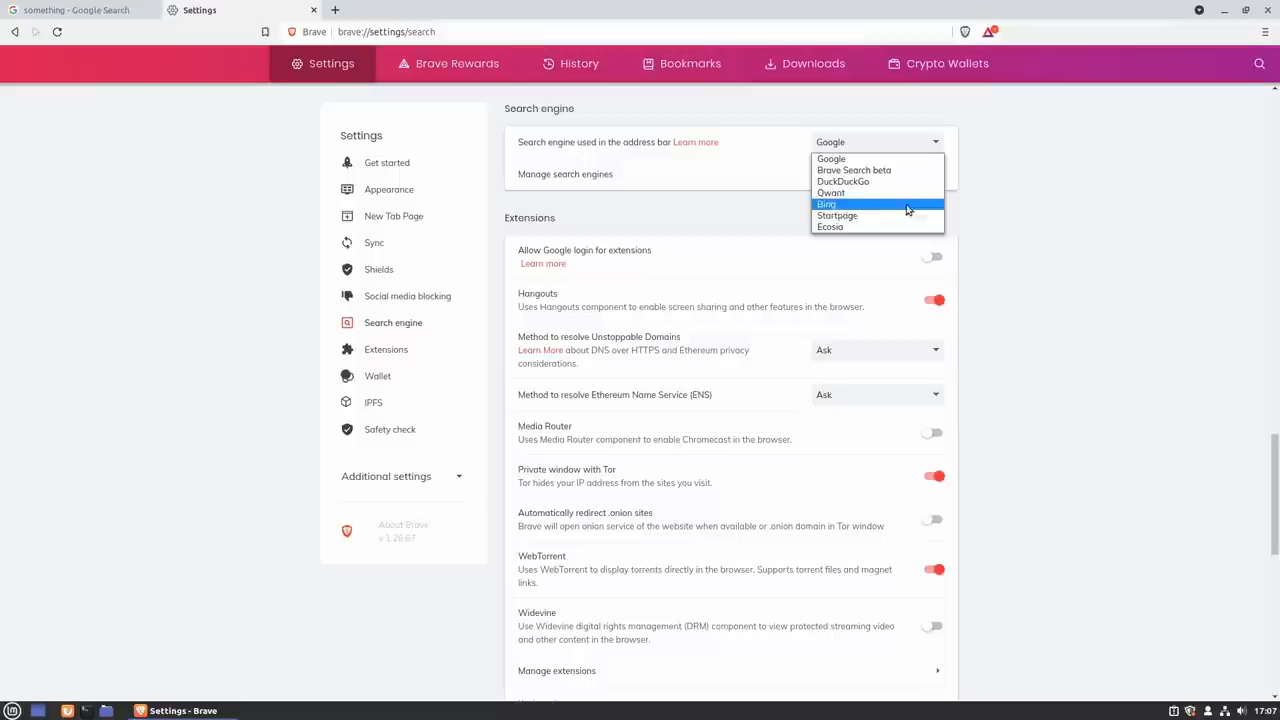 something - Google Search
Settings
Brave
brave://settings/search
Settings
Brave Rewards
History
Bookmarks
Downloads
Crypto Wallets
Settings
Get started
Appearance
New Tab Page
Sync
Shields
Social media blocking
Search engine
Extensions
Wallet
IPFS
Safety check
Additional settings
About Brave
v 1.26.67
Search engine
Search engine used in the address bar Learn more
Google
Google
Brave Search beta
DuckDuckGo
Qwant
Bing
Startpage
Ecosia
Manage search engines
Extensions
Allow Google login for extensions
Learn more
Hangouts
Uses Hangouts component to enable screen sharing and other features in the browser.
Method to resolve Unstoppable Domains
Learn More about DNS over HTTPS and Ethereum privacy
considerations.
Ask
Method to resolve Ethereum Name Service (ENS)
Ask
Media Router
Uses Media Router component to enable Chromecast in the browser.
Private window with Tor
Tor hides your IP address from the sites you visit.
Automatically redirect .onion sites
Brave will open onion service of the website when available or .onion domain in Tor window
WebTorrent
Uses WebTorrent to display torrents directly in the browser. Supports torrent files and magnet
links.
Widevine
Use Widevine digital rights management (DRM) component to view protected streaming video
and other content in the browser.
Manage extensions
Settings - Brave
17:07